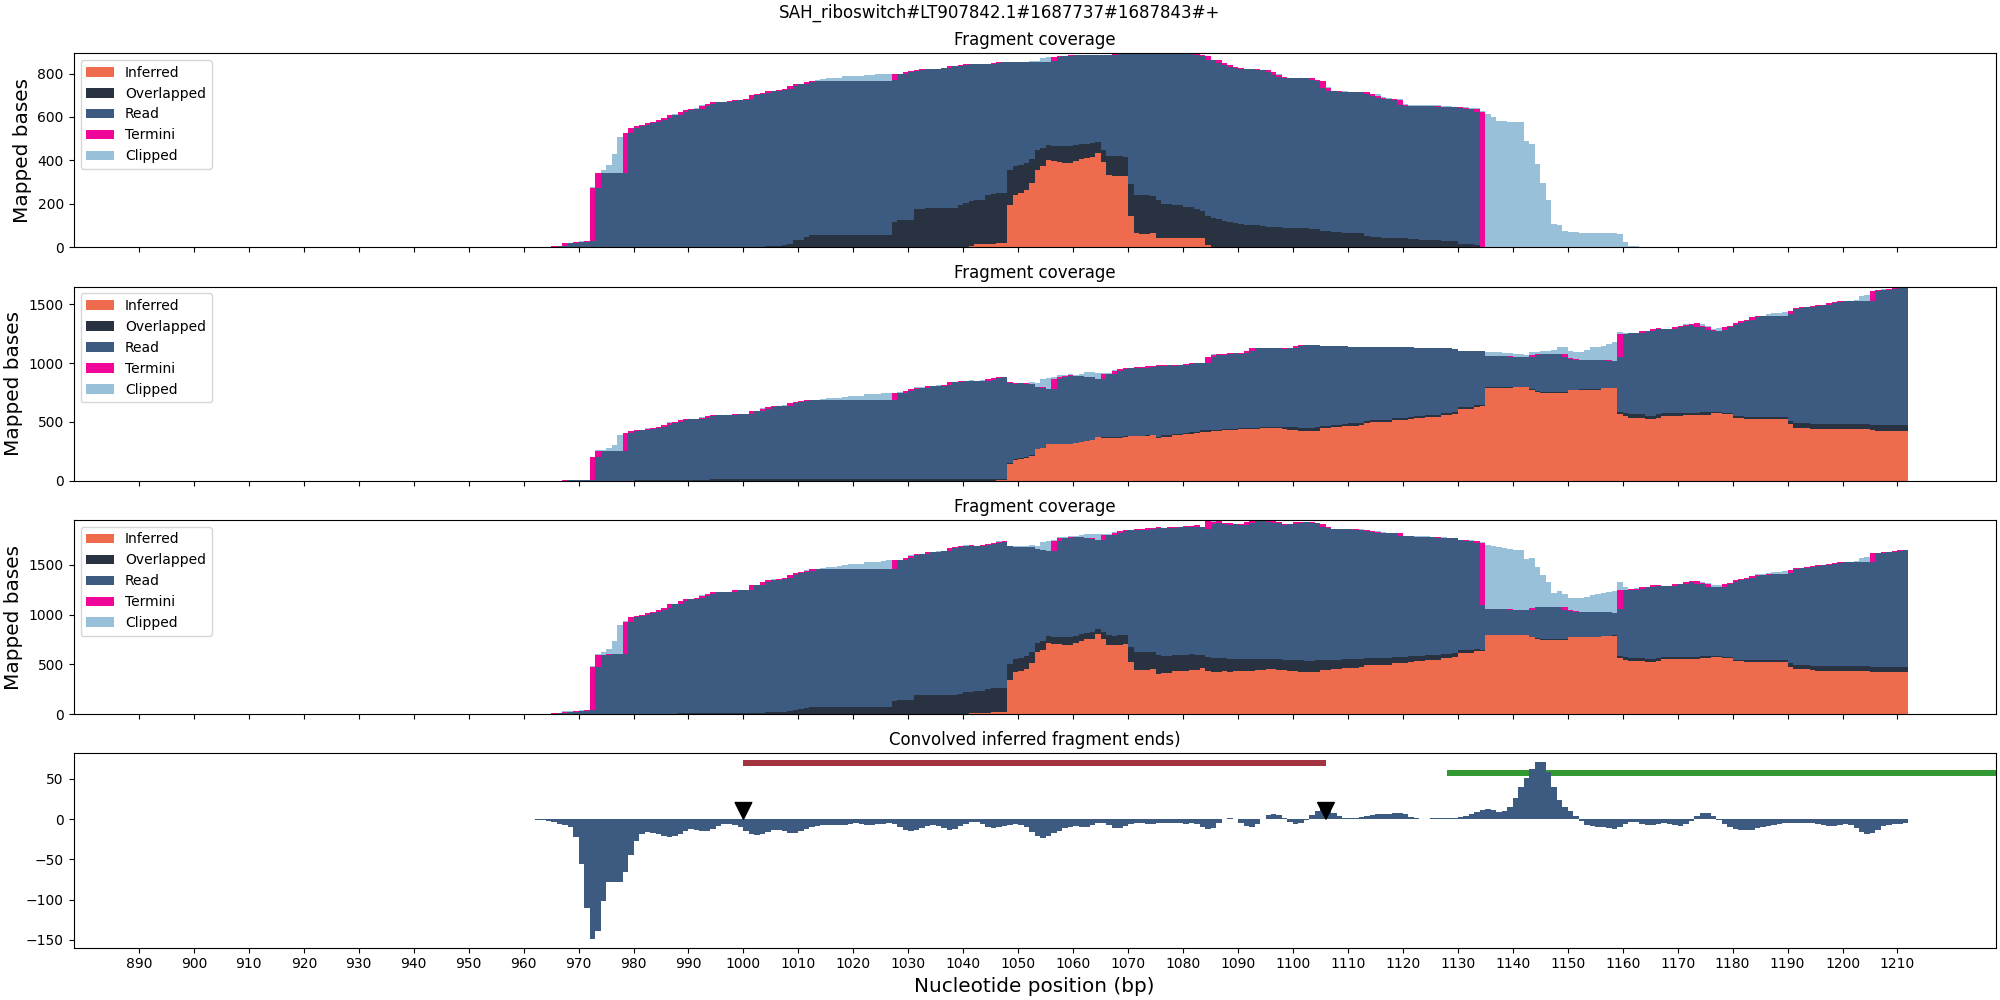 SAH_riboswitch#LT907842.1#1687737#1687843#+
Fragment coverage
Mapped bases
800
600
400
200
0
Inferred
Overlapped
Read
Termini
Clipped
Fragment coverage
Mapped bases
1500
1000
500
0
Inferred
Overlapped
Read
Termini
Clipped
Fragment coverage
Mapped bases
1500
1000
500
0
Inferred
Overlapped
Read
Termini
Clipped
Convolved inferred fragment ends)
50
0
−50
−100
−150
890 900 910 920 930 940 950 960 970 980 990 1000 1010 1020 1030 1040 1050 1060 1070 1080 1090 1100 1110 1120 1130 1140 1150 1160 1170 1180 1190 1200 1210
Nucleotide position (bp)